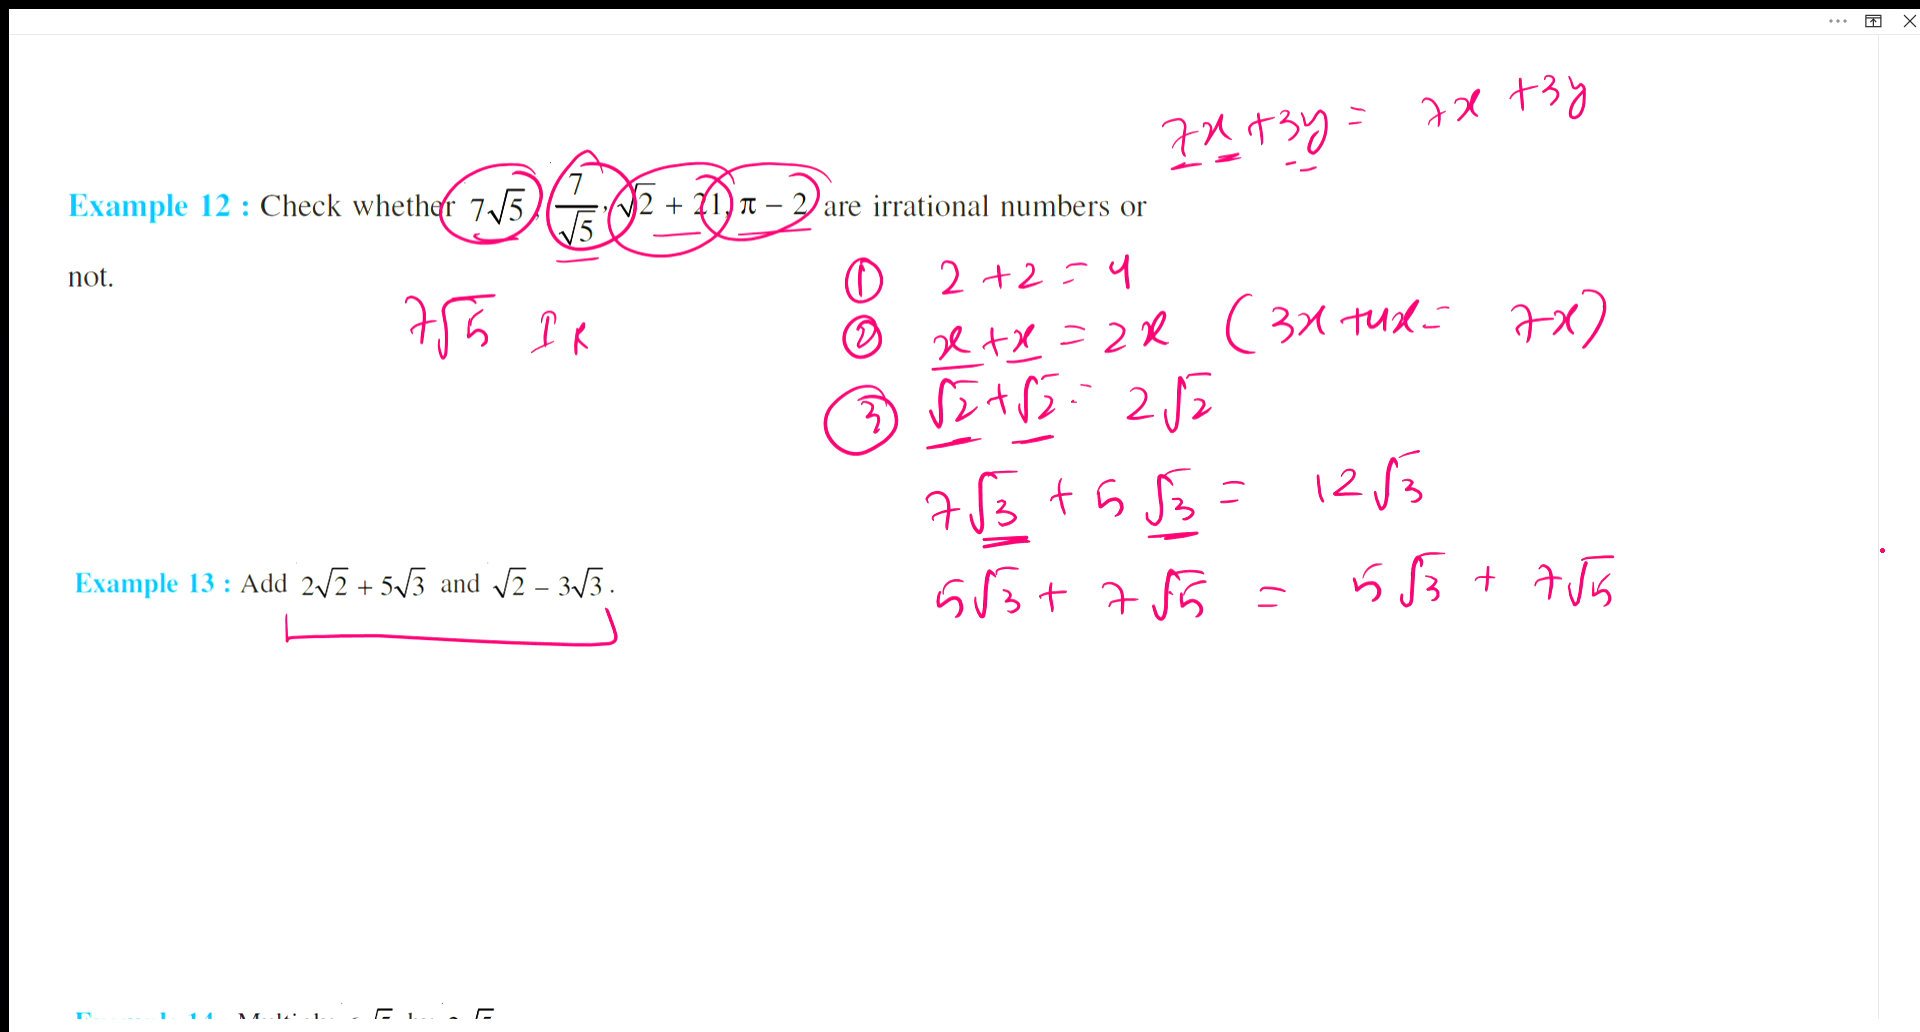 7x + 3y = 7x + 3y
Example 12 : Check whether 7√5, 7/√5, √2 + 21, π − 2 are irrational numbers or
not.
① 2 + 2 = 4
7√5 IR
② x + x = 2x (3x + 4x = 7x)
③ √2 + √2 = 2√2
7√3 + 5√3 = 12√3
Example 13 : Add 2√2 + 5√3 and √2 – 3√3 .
5√3 + 7√5 = 5√3 + 7√5